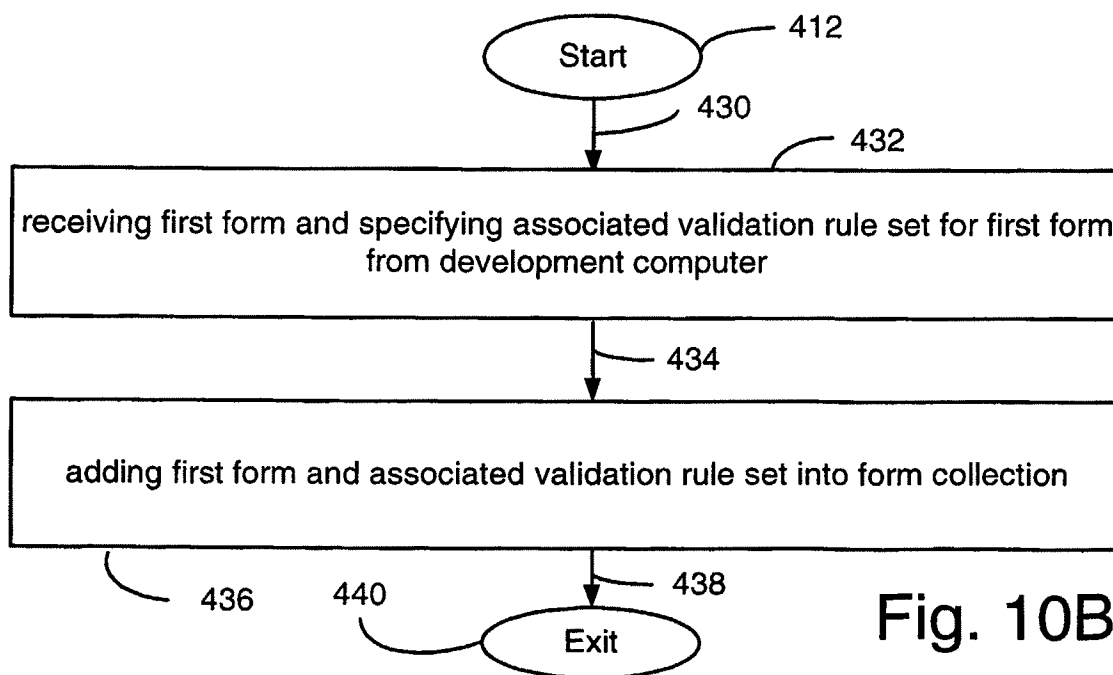 412
Start
430
432
receiving first form and specifying associated validation rule set for first form
from development computer
434
adding first form and associated validation rule set into form collection
436
440
438
Exit
Fig. 10B